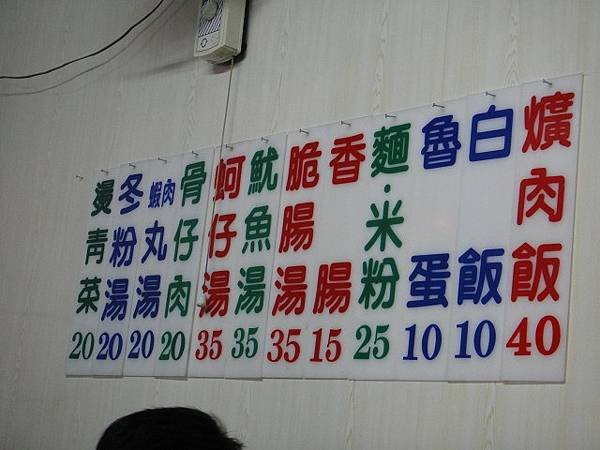 爌肉飯 40
白飯 10
魯蛋 10
麵·米粉 25
香腸 15
脆腸湯 35
魷魚湯 35
蚵仔湯 35
骨仔肉 20
蝦肉丸湯 20
冬粉湯 20
燙青菜 20